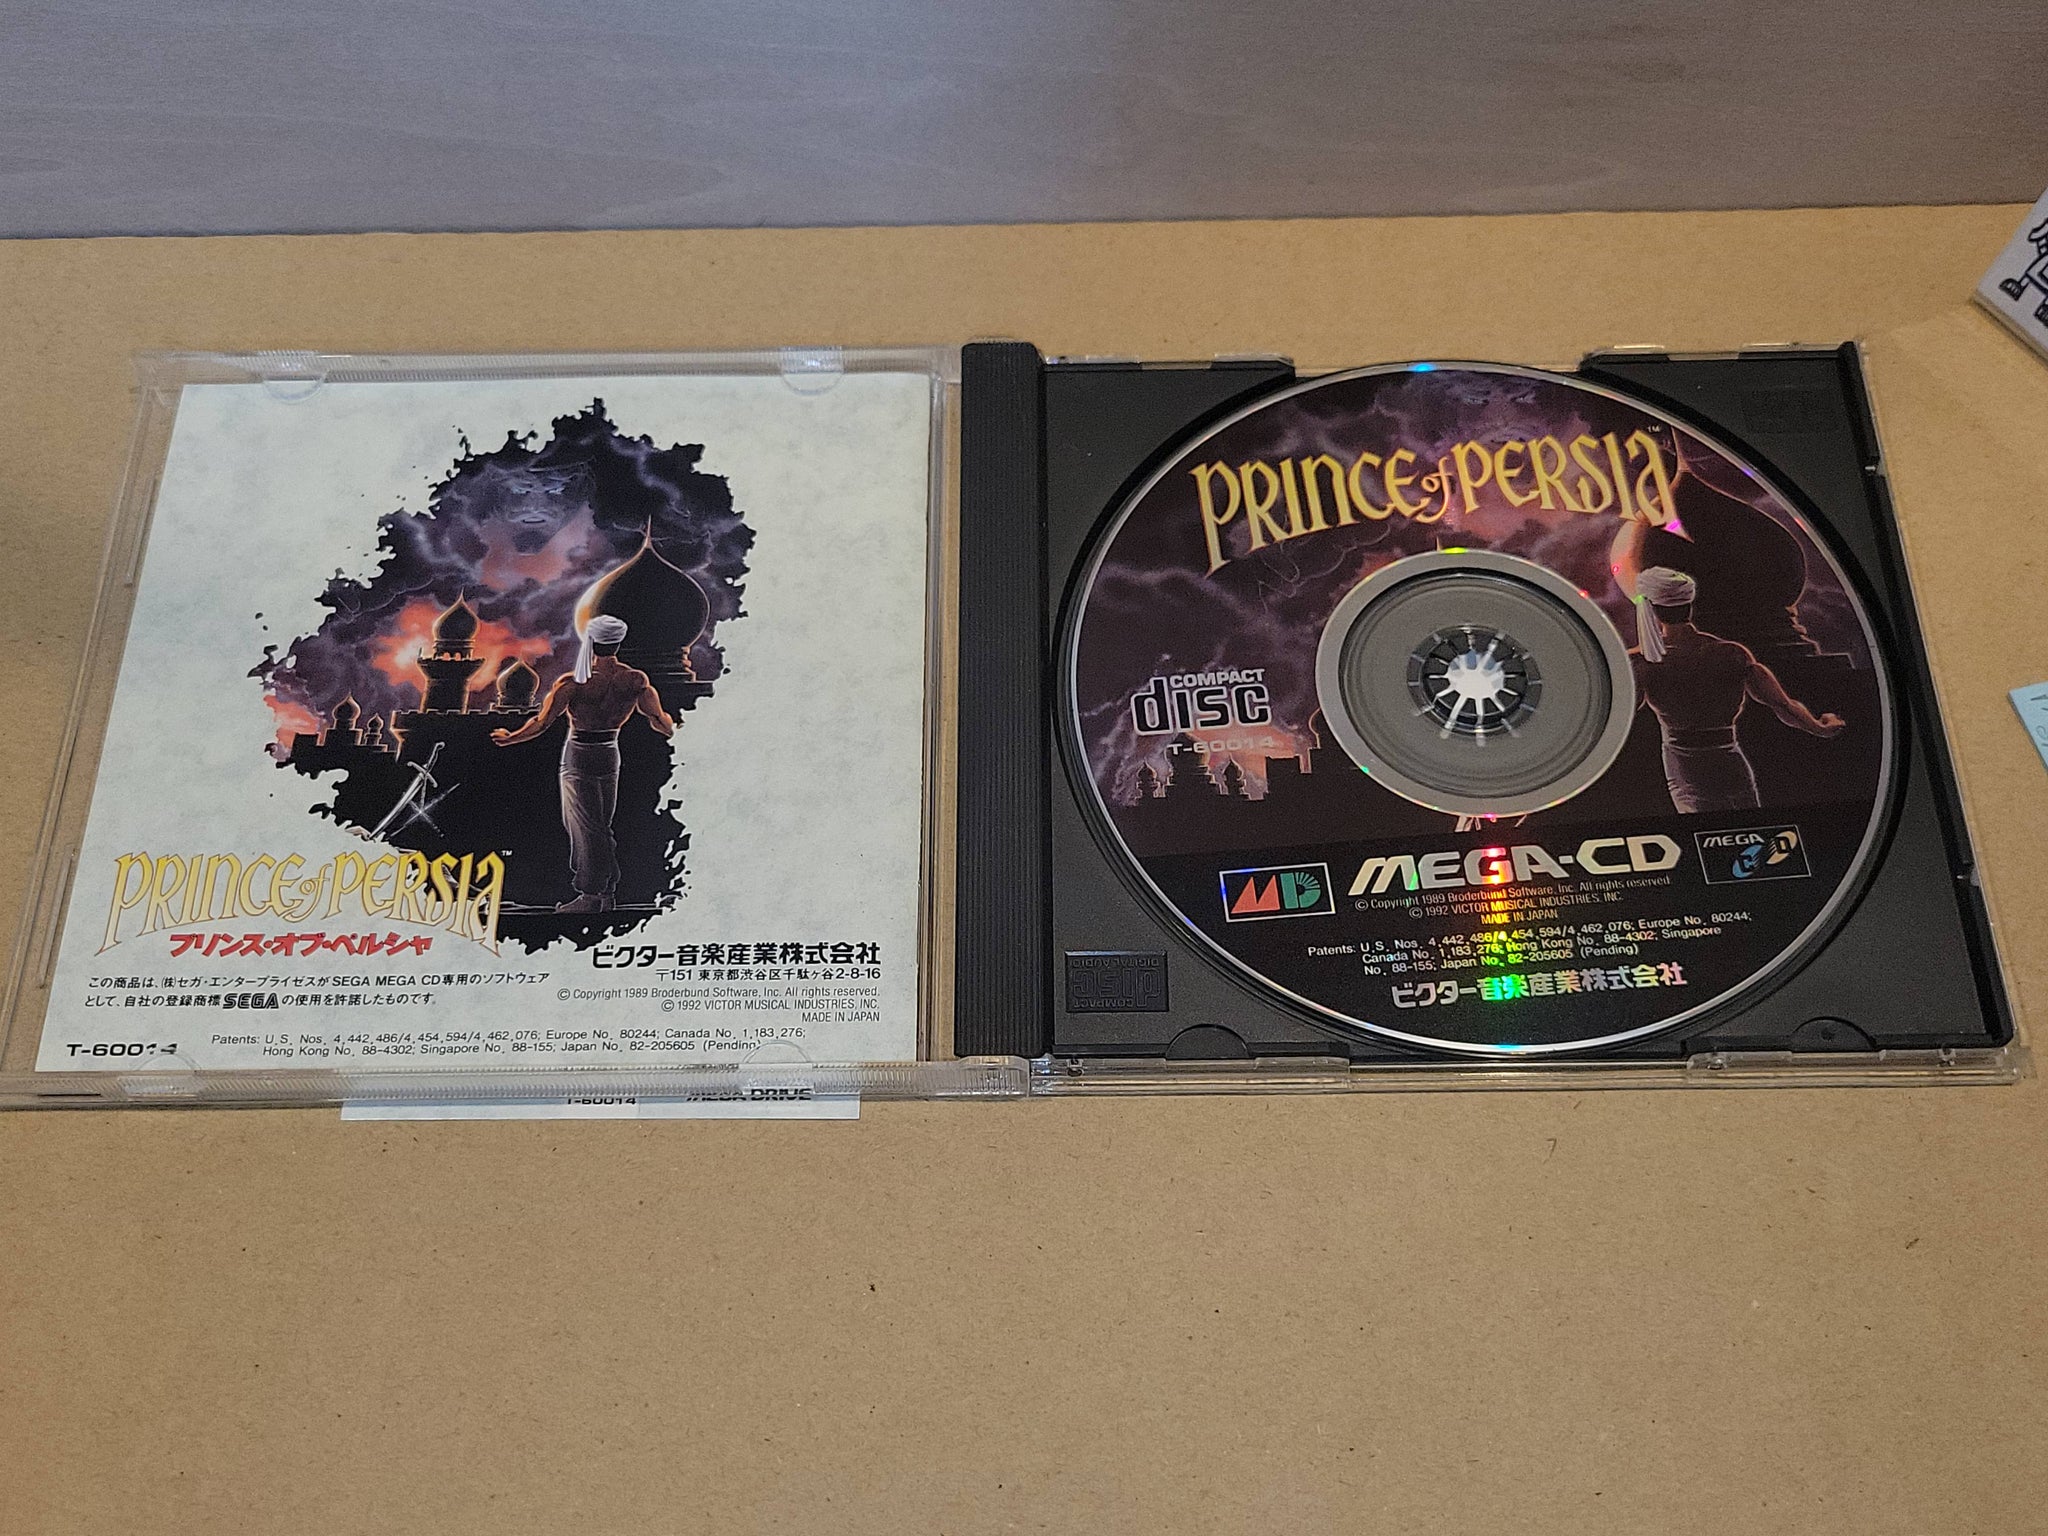 PRINCE of PERSIA™
プリンス・オブ・ペルシャ
ビクター音楽産業株式会社
〒151 東京都渋谷区千駄ヶ谷2-8-16
この商品は、(株)セガ・エンタープライゼスがSEGA MEGA CD専用のソフトウェア
として、自社の登録商標SEGAの使用を許諾したものです。
© Copyright 1989 Broderbund Software, Inc. All rights reserved.
© 1992 VICTOR MUSICAL INDUSTRIES, INC.
MADE IN JAPAN
T-60014
Patents: U.S. Nos. 4,442,486/4,454,594/4,462,076; Europe No. 80244; Canada No. 1,183,276;
Hong Kong No. 88-4302; Singapore No. 88-155; Japan No. 82-205605 (Pending)
T-60014
MEGA DRIVE
PRINCE of PERSIA™
COMPACT
disc
T-60014
MD
MEGA-CD
MEGA
CD
© Copyright 1989 Broderbund Software, Inc. All rights reserved.
© 1992 VICTOR MUSICAL INDUSTRIES, INC.
MADE IN JAPAN
Patents: U.S. Nos. 4,442,486/4,454,594/4,462,076; Europe No. 80244;
Canada No. 1,183,276; Hong Kong No. 88-4302; Singapore
No. 88-155; Japan No. 82-205605 (Pending)
ビクター音楽産業株式会社
COMPACT
disc
DIGITAL AUDIO